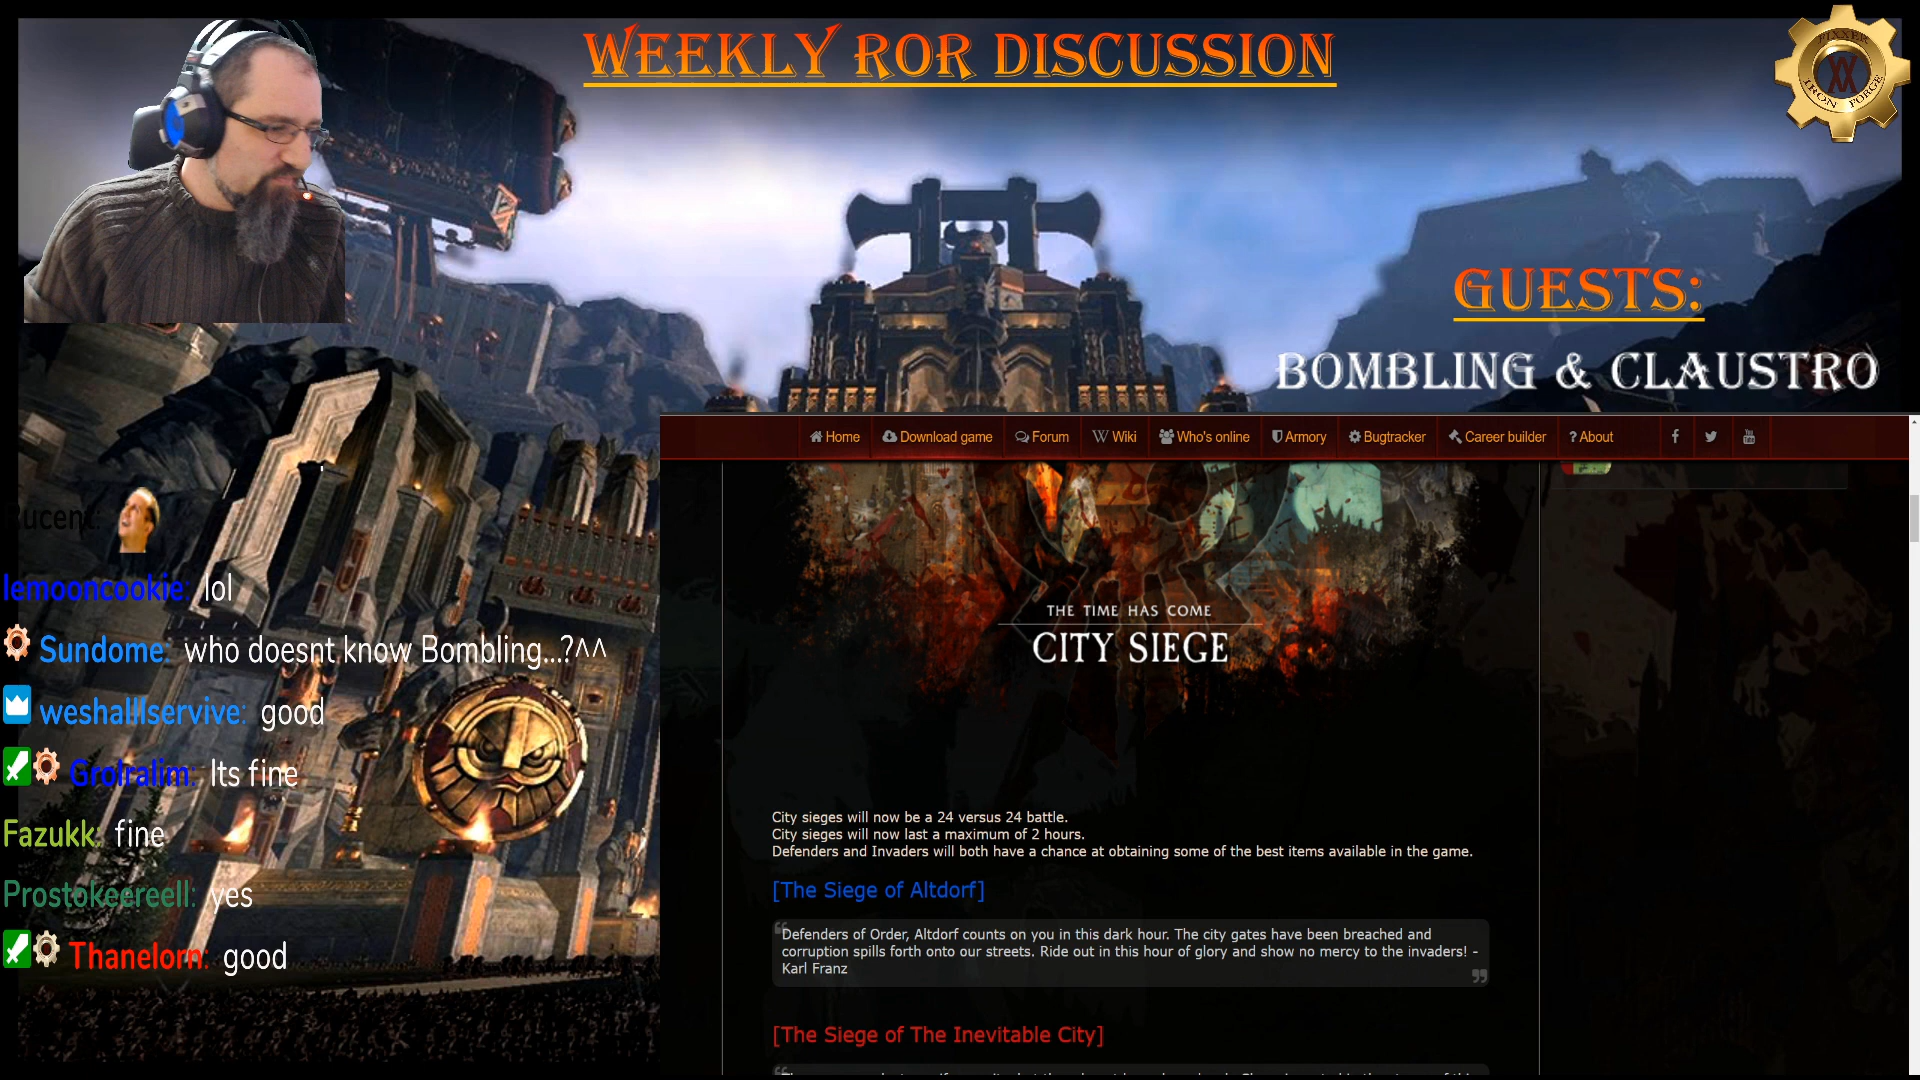 WEEKLY ROR DISCUSSION
FIXXER
IRON FORGE
GUESTS:
BOMBLING & CLAUSTRO
Home Download game Forum Wiki Who's online Armory Bugtracker Career builder ? About
THE TIME HAS COME
CITY SIEGE
City sieges will now be a 24 versus 24 battle.
City sieges will now last a maximum of 2 hours.
Defenders and Invaders will both have a chance at obtaining some of the best items available in the game.
[The Siege of Altdorf]
Defenders of Order, Altdorf counts on you in this dark hour. The city gates have been breached and
corruption spills forth onto our streets. Ride out in this hour of glory and show no mercy to the invaders! -
Karl Franz
[The Siege of The Inevitable City]
Rucent:
lemooncookie: lol
Sundome: who doesnt know Bombling...?^^
weshalllservive: good
Grolralim: Its fine
Fazukk: fine
Prostokeereell: yes
Thanelorn: good